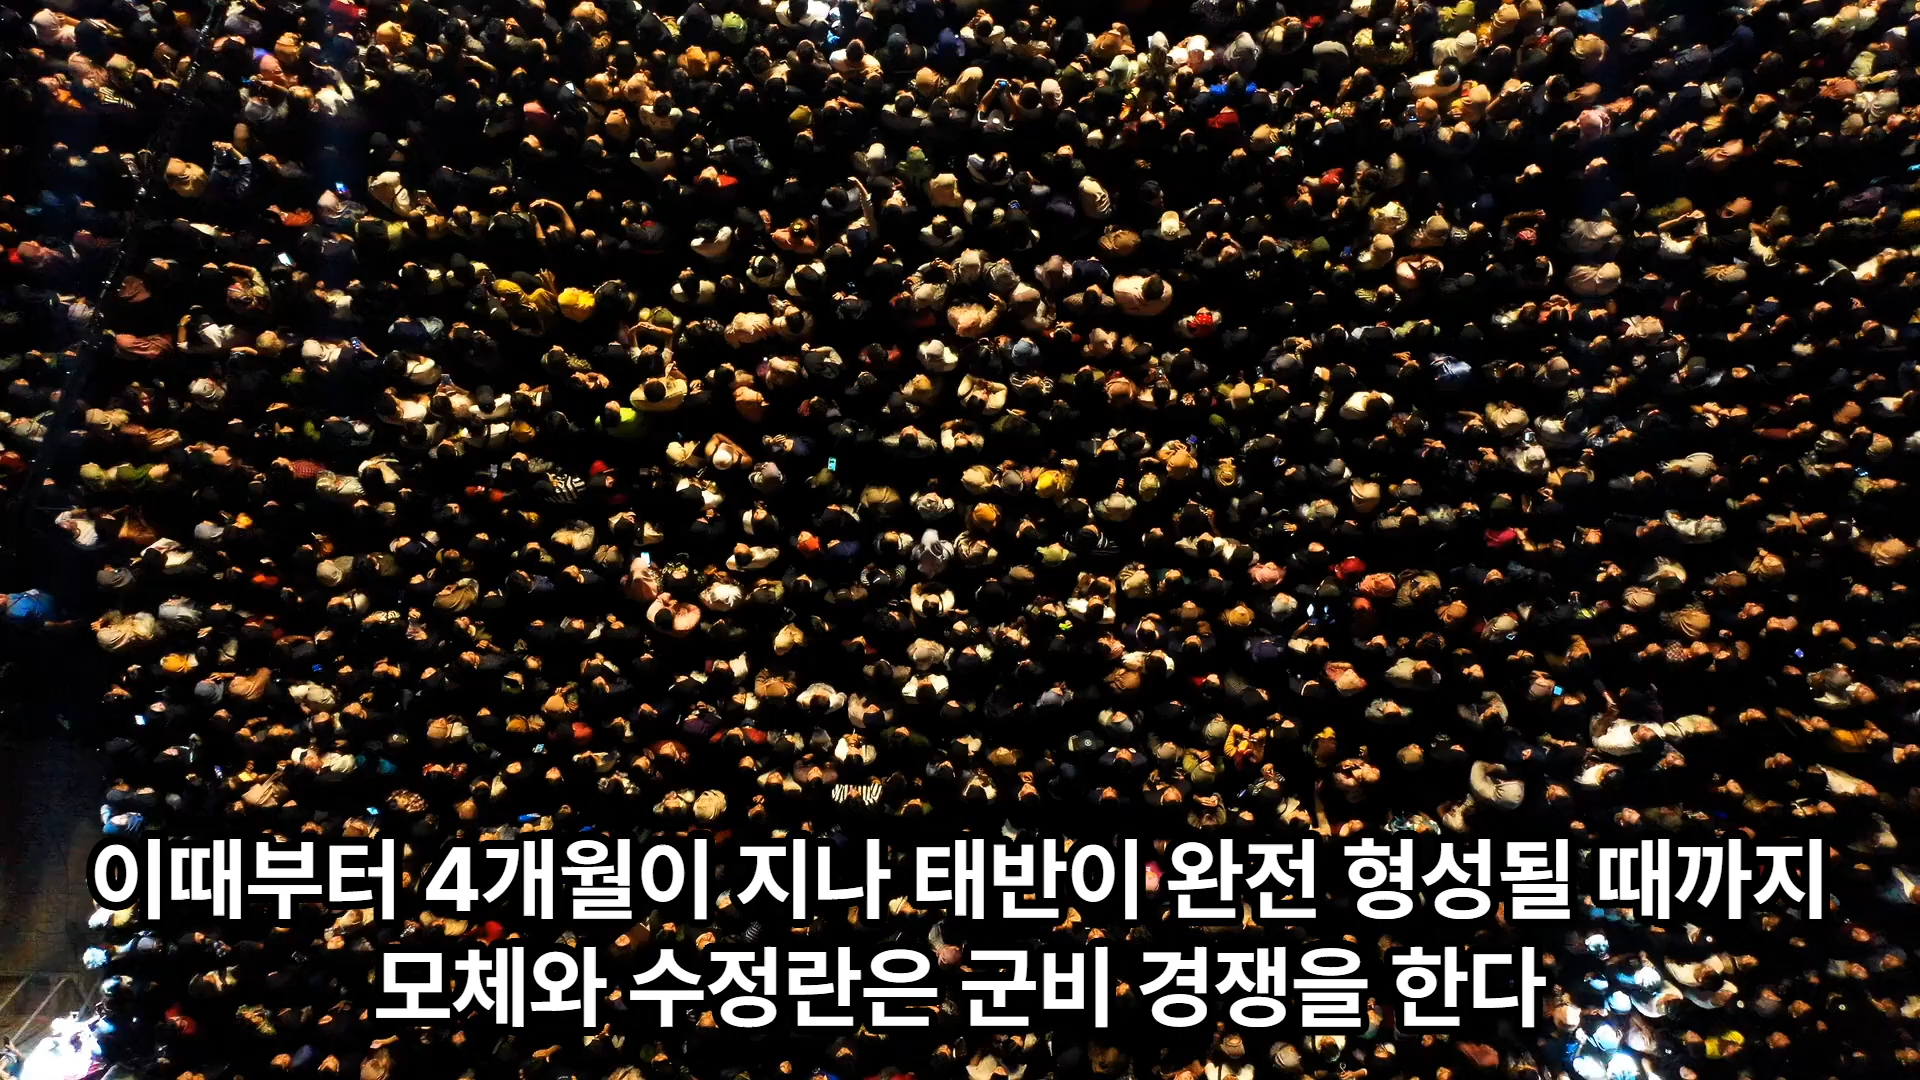 이때부터 4개월이 지나 태반이 완전 형성될 때까지
모체와 수정란은 군비 경쟁을 한다